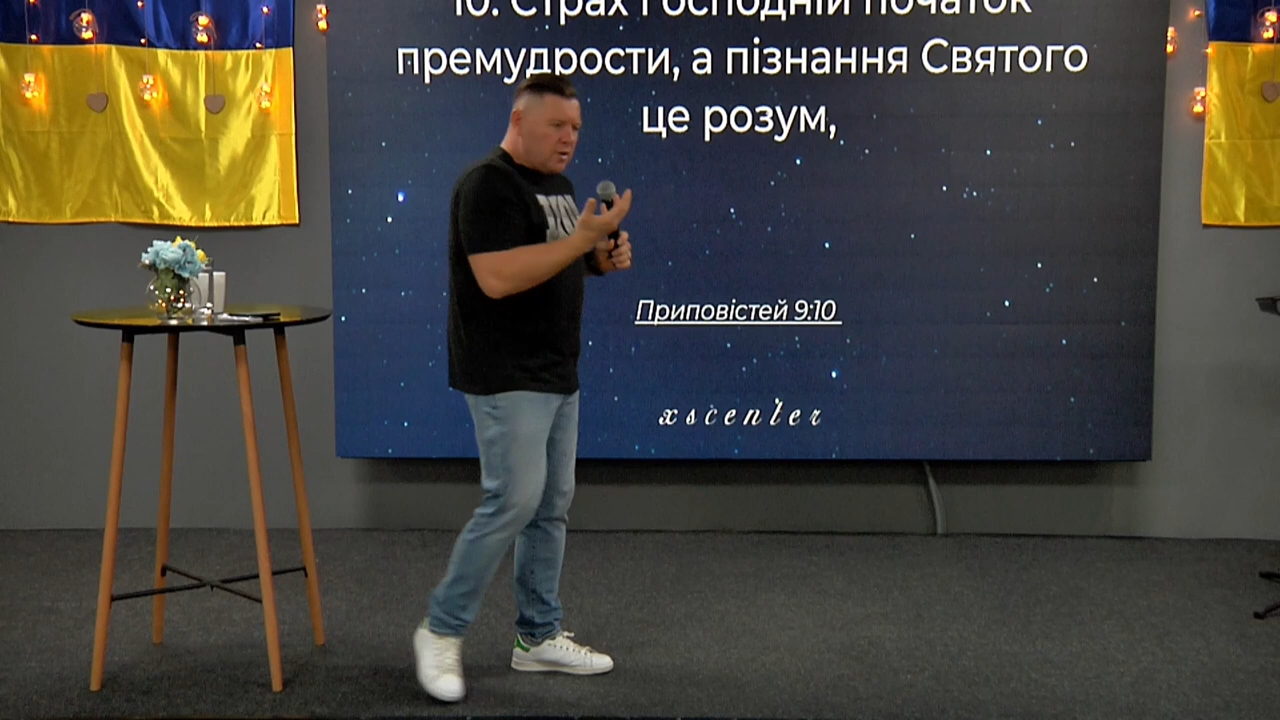 10. Страх Господній початок
премудрости, а пізнання Святого
це розум,
Приповістей 9:10
xscenter